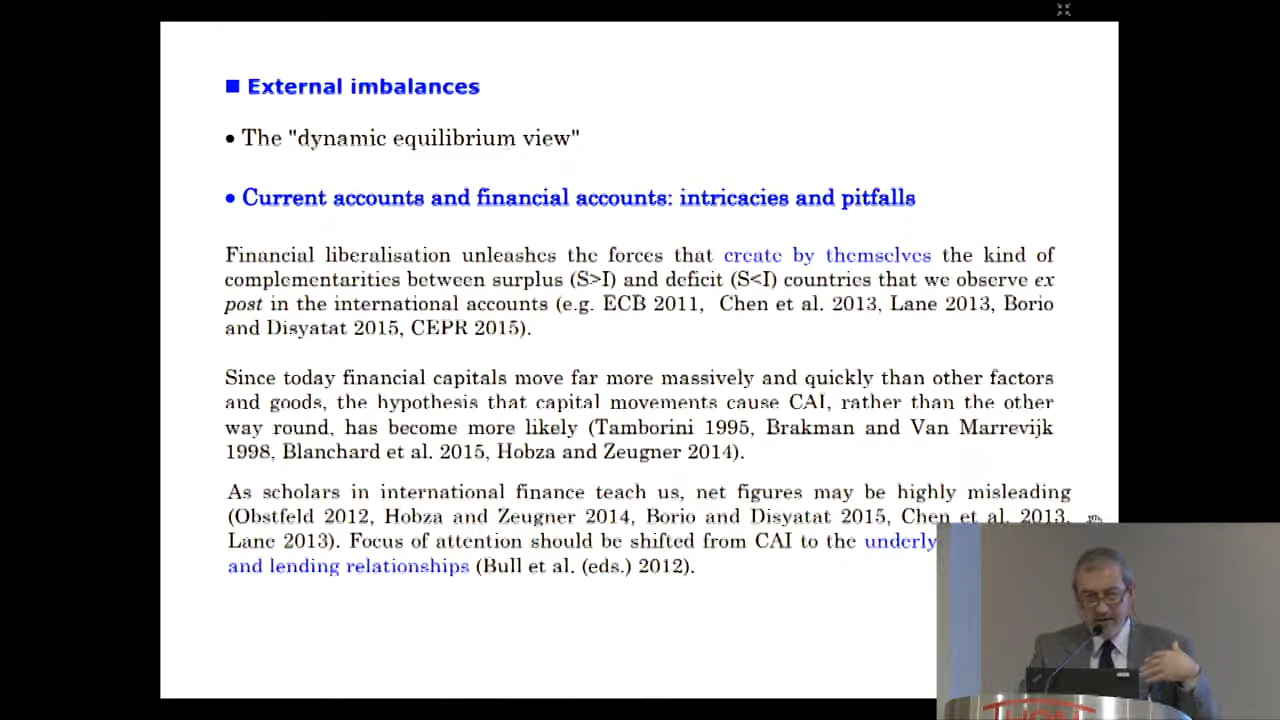 ■ External imbalances
• The "dynamic equilibrium view"
• Current accounts and financial accounts: intricacies and pitfalls
Financial liberalisation unleashes the forces that create by themselves the kind of
complementarities between surplus (S>I) and deficit (S<I) countries that we observe ex
post in the international accounts (e.g. ECB 2011, Chen et al. 2013, Lane 2013, Borio
and Disyatat 2015, CEPR 2015).
Since today financial capitals move far more massively and quickly than other factors
and goods, the hypothesis that capital movements cause CAI, rather than the other
way round, has become more likely (Tamborini 1995, Brakman and Van Marrevijk
1998, Blanchard et al. 2015, Hobza and Zeugner 2014).
As scholars in international finance teach us, net figures may be highly misleading
(Obstfeld 2012, Hobza and Zeugner 2014, Borio and Disyatat 2015, Chen et al. 2013,
Lane 2013). Focus of attention should be shifted from CAI to the
and lending relationships (Bull et al. (eds.) 2012).